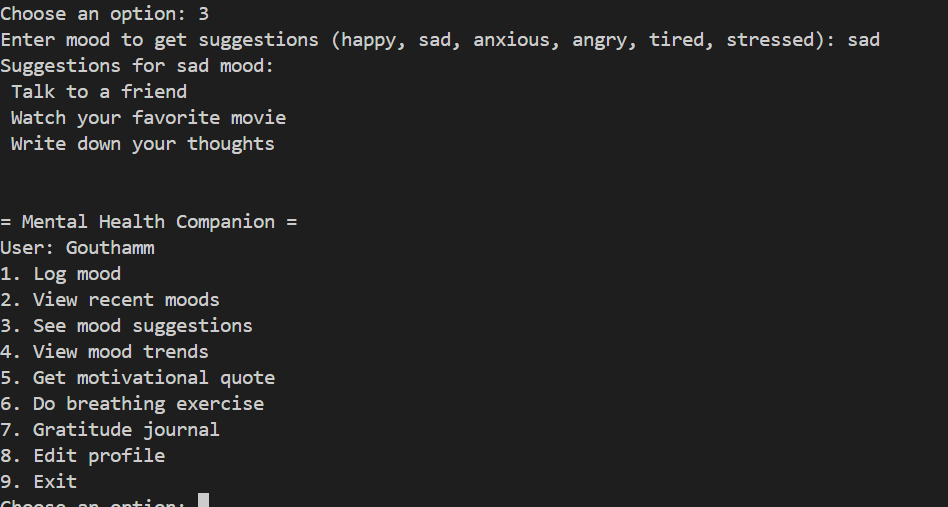 Choose an option: 3
Enter mood to get suggestions (happy, sad, anxious, angry, tired, stressed): sad
Suggestions for sad mood:
Talk to a friend
Watch your favorite movie
Write down your thoughts
= Mental Health Companion =
User: Gouthamm
1. Log mood
2. View recent moods
3. See mood suggestions
4. View mood trends
5. Get motivational quote
6. Do breathing exercise
7. Gratitude journal
8. Edit profile
9. Exit
Choose an option: